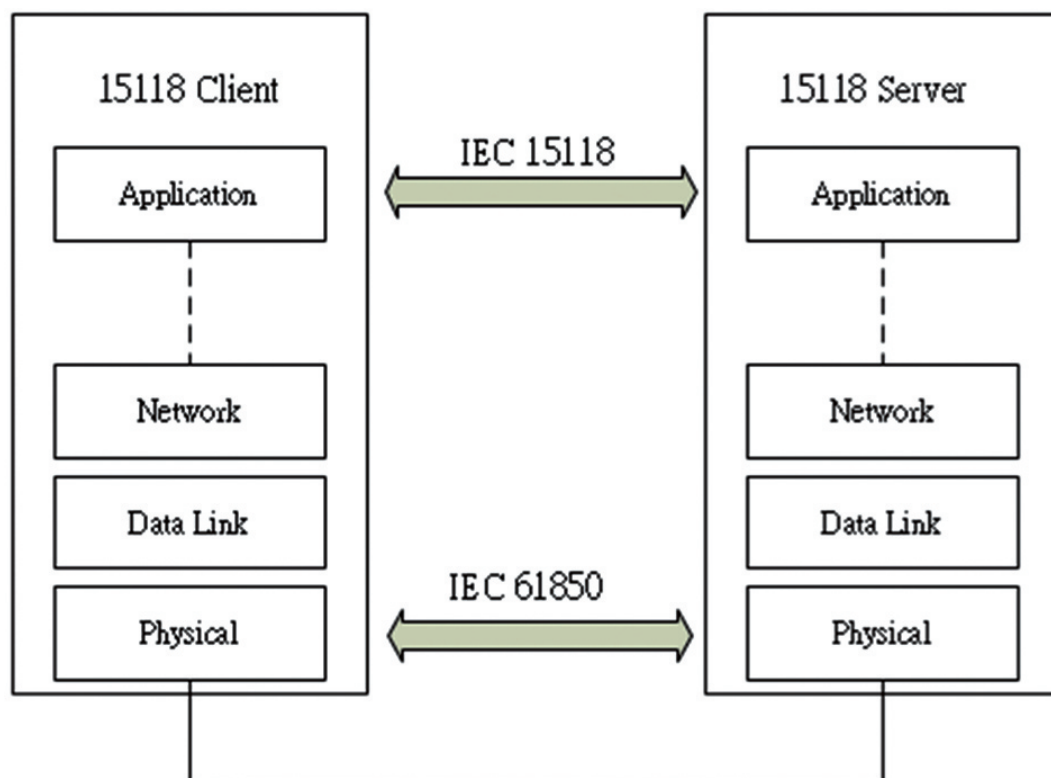 15118 Client
Application
Network
Data Link
Physical
IEC 15118
IEC 61850
15118 Server
Application
Network
Data Link
Physical